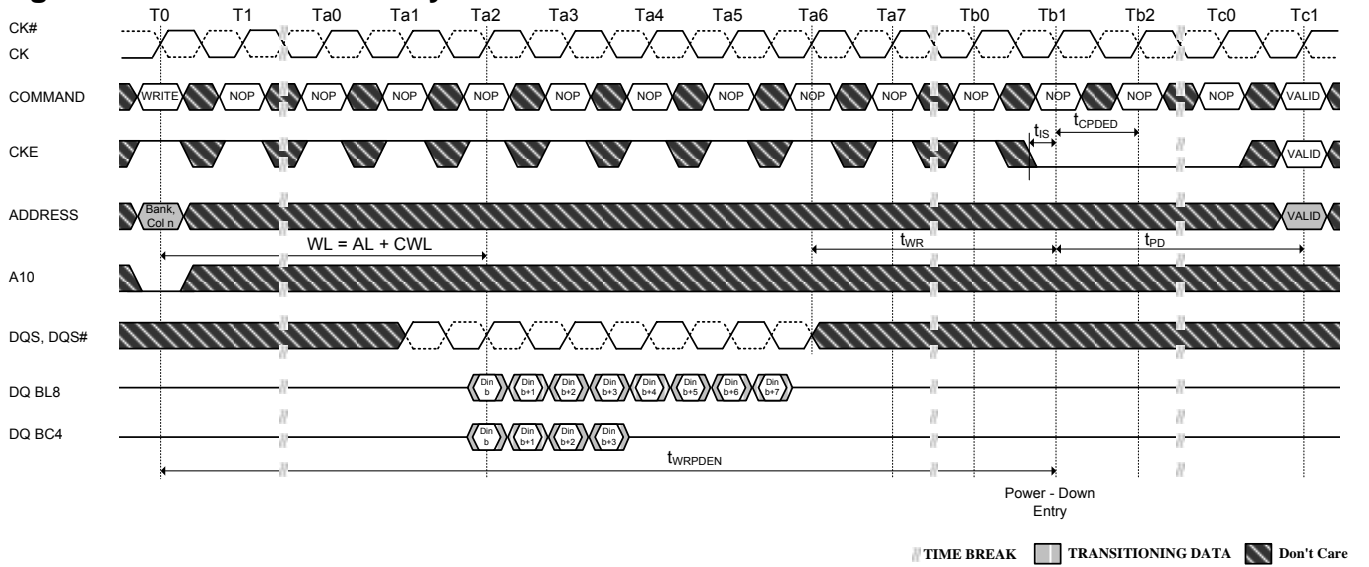 T0 T1 Ta0 Ta1 Ta2 Ta3 Ta4 Ta5 Ta6 Ta7 Tb0 Tb1 Tb2 Tc0 Tc1
CK#
CK
COMMAND WRITE NOP NOP NOP NOP NOP NOP NOP NOP NOP NOP NOP NOP NOP VALID
tIS tCPDED
CKE VALID
ADDRESS Bank, Col n VALID
WL = AL + CWL tWR tPD
A10
DQS, DQS#
DQ BL8 Din b Din b+1 Din b+2 Din b+3 Din b+4 Din b+5 Din b+6 Din b+7
DQ BC4 Din b Din b+1 Din b+2 Din b+3
tWRPDEN
Power - Down
Entry
TIME BREAK TRANSITIONING DATA Don't Care